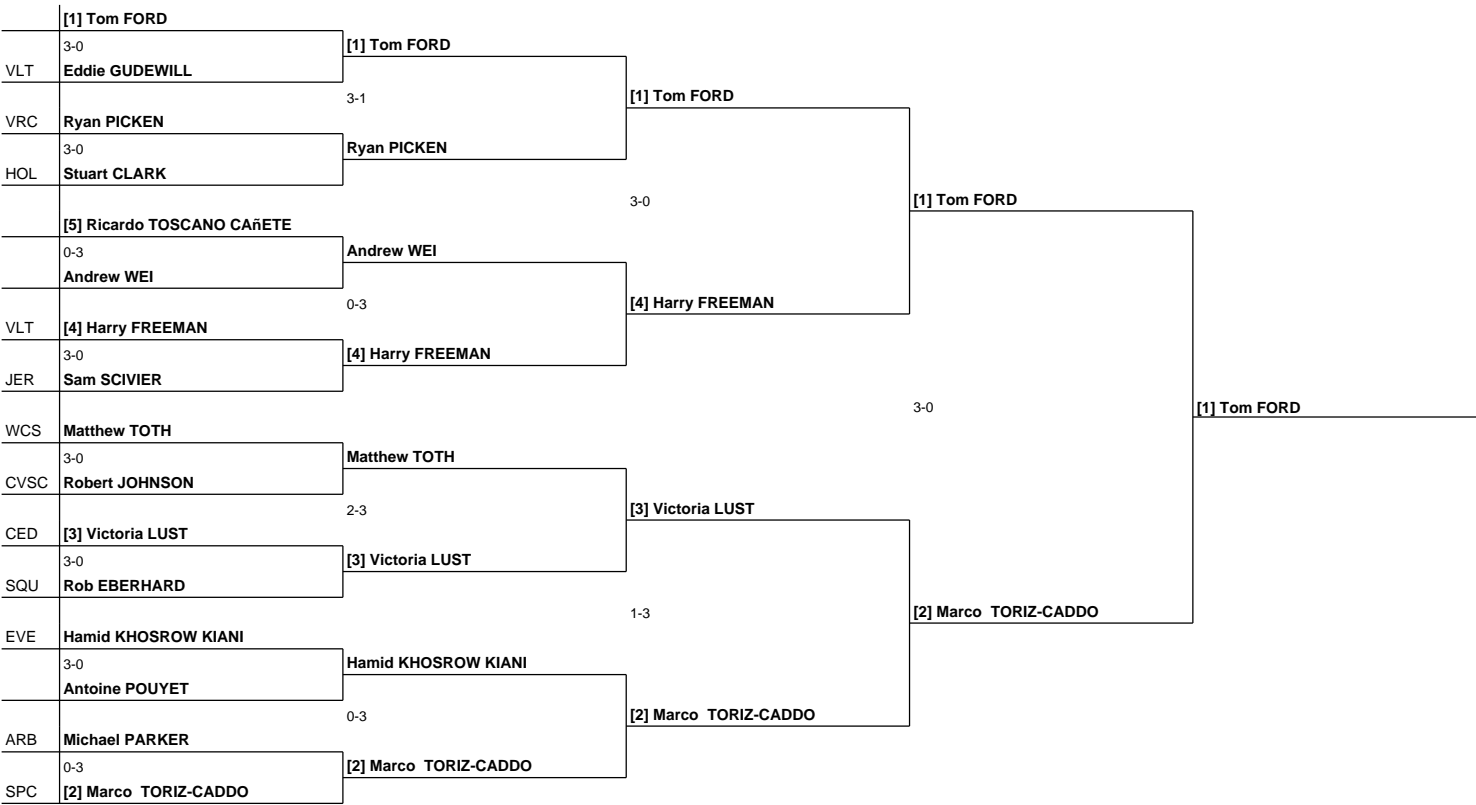 [1] Tom FORD
3-0
[1] Tom FORD
VLT Eddie GUDEWILL
3-1
[1] Tom FORD
VRC Ryan PICKEN
3-0
Ryan PICKEN
HOL Stuart CLARK
3-0
[1] Tom FORD
[5] Ricardo TOSCANO CAñETE
0-3
Andrew WEI
Andrew WEI
0-3
[4] Harry FREEMAN
VLT [4] Harry FREEMAN
3-0
[4] Harry FREEMAN
JER Sam SCIVIER
3-0
[1] Tom FORD
WCS Matthew TOTH
3-0
Matthew TOTH
CVSC Robert JOHNSON
2-3
[3] Victoria LUST
CED [3] Victoria LUST
3-0
[3] Victoria LUST
SQU Rob EBERHARD
1-3
[2] Marco TORIZ-CADDO
EVE Hamid KHOSROW KIANI
3-0
Hamid KHOSROW KIANI
Antoine POUYET
0-3
[2] Marco TORIZ-CADDO
ARB Michael PARKER
0-3
[2] Marco TORIZ-CADDO
SPC [2] Marco TORIZ-CADDO